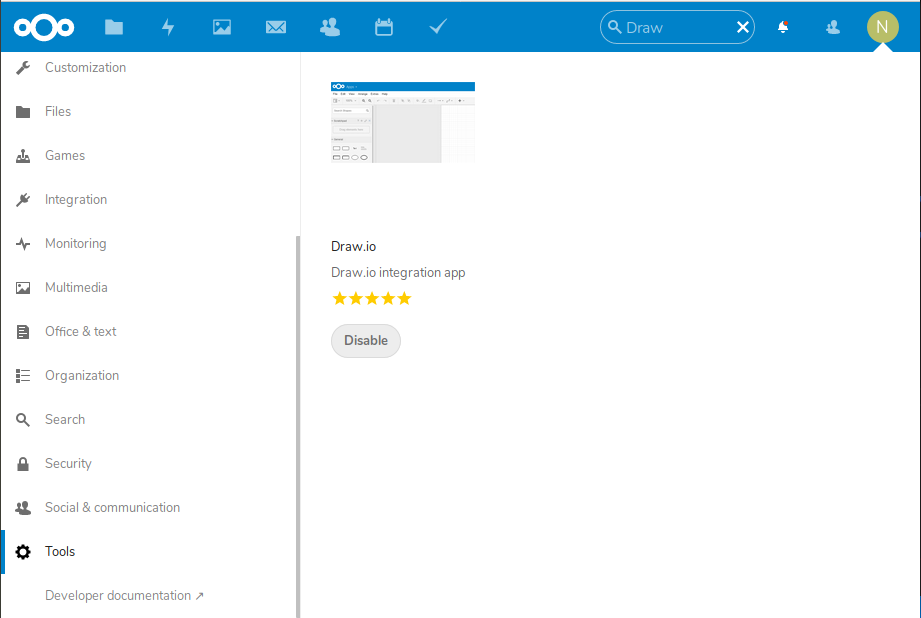 Draw
N
Customization
Files
Games
Integration
Monitoring
Multimedia
Office & text
Organization
Search
Security
Social & communication
Tools
Developer documentation ↗
Draw.io
Draw.io integration app
Disable